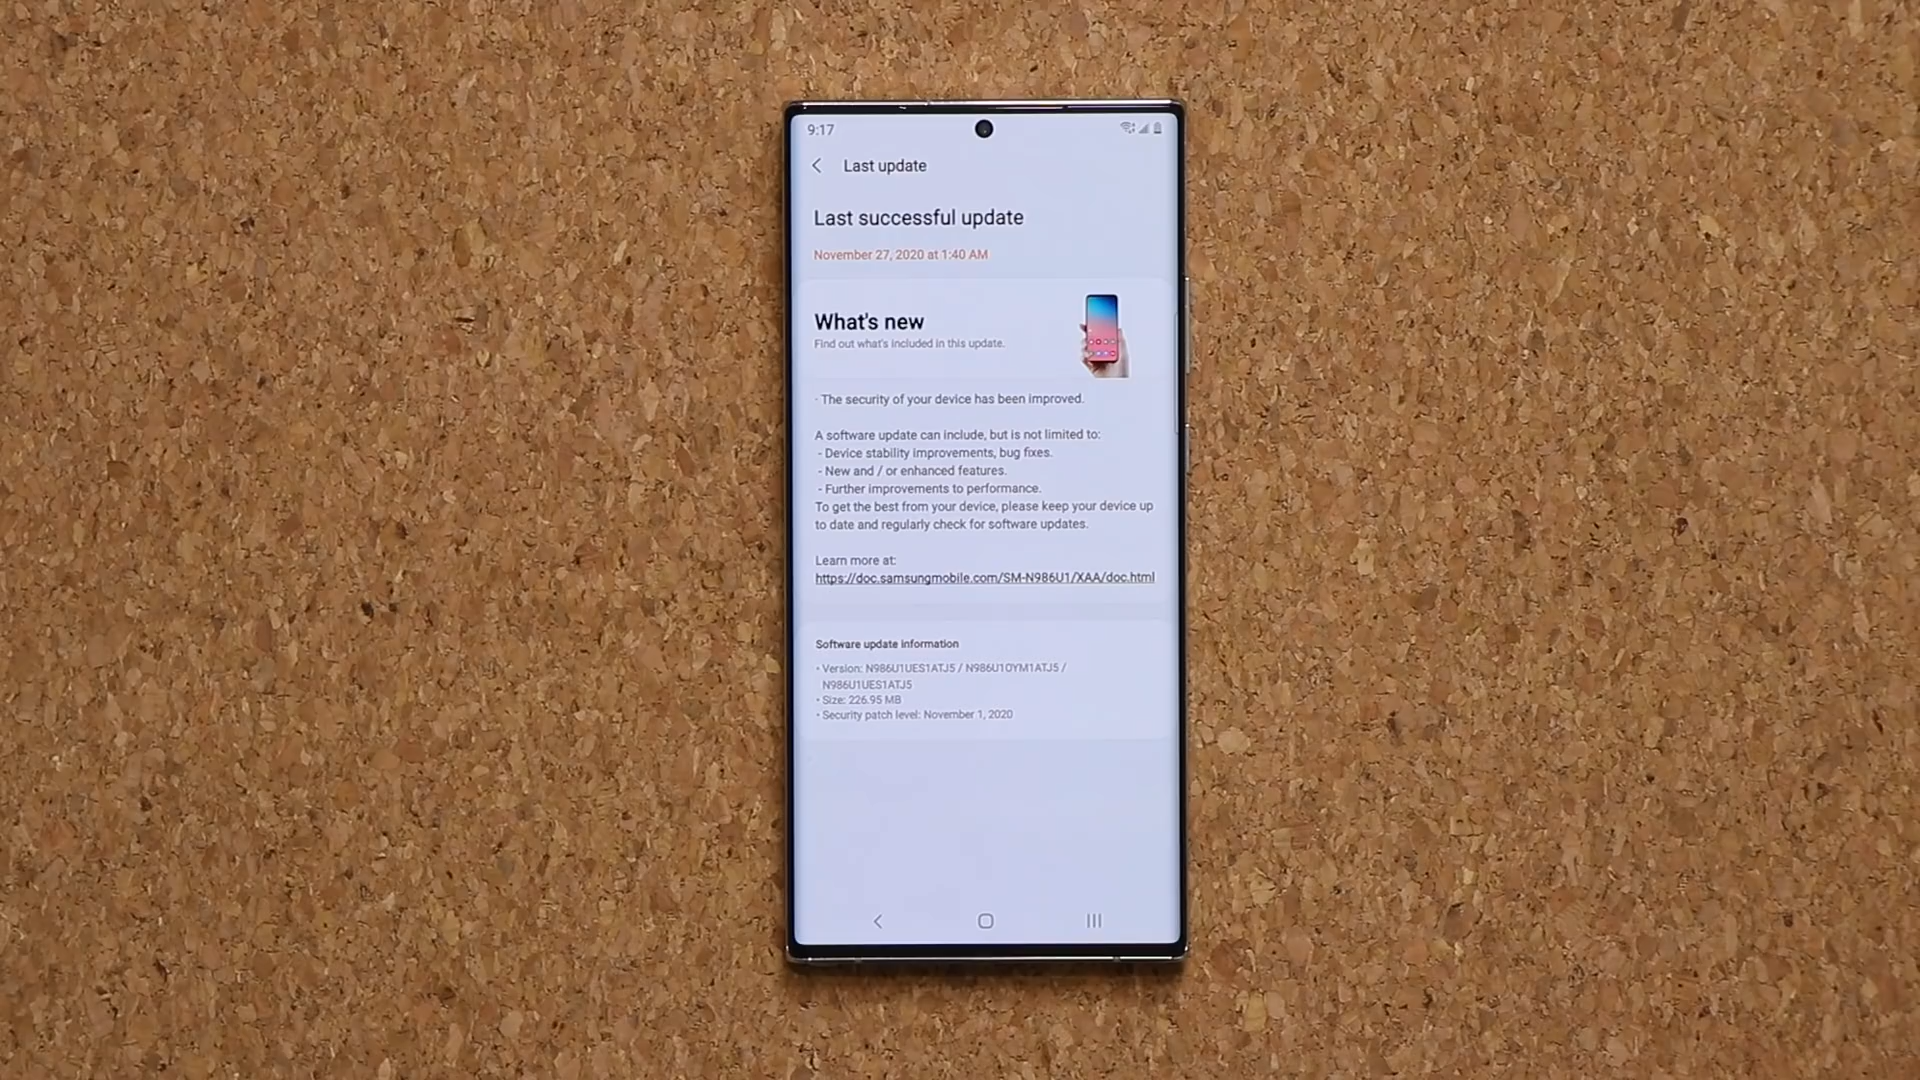 9:17
Last update
Last successful update
November 27, 2020 at 1:40 AM
What's new
Find out what's included in this update.
· The security of your device has been improved.
A software update can include, but is not limited to:
- Device stability improvements, bug fixes.
- New and / or enhanced features.
- Further improvements to performance.
To get the best from your device, please keep your device up
to date and regularly check for software updates.
Learn more at:
https://doc.samsungmobile.com/SM-N986U1/XAA/doc.html
Software update information
• Version: N986U1UES1ATJ5 / N986U1OYM1ATJ5 /
N986U1UES1ATJ5
• Size: 226.95 MB
• Security patch level: November 1, 2020